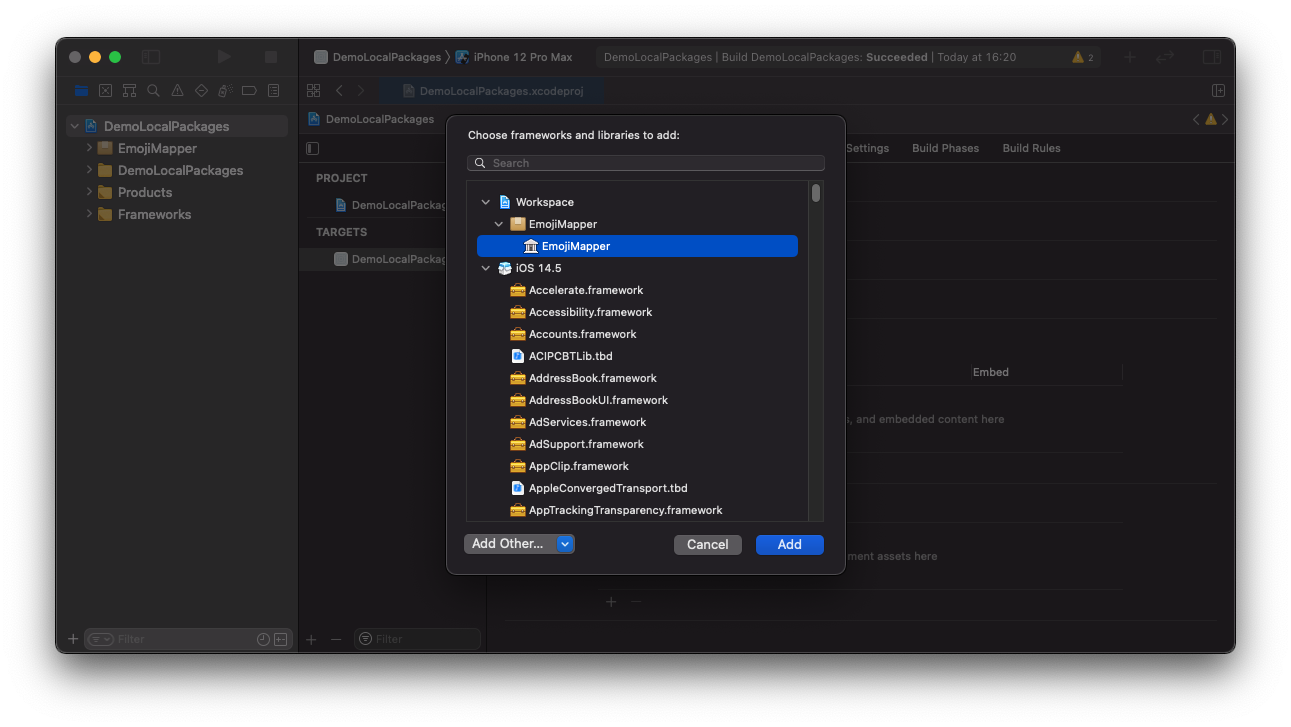 DemoLocalPackages
iPhone 12 Pro Max
DemoLocalPackages | Build DemoLocalPackages: Succeeded | Today at 16:20
2
DemoLocalPackages.xcodeproj
DemoLocalPackages
EmojiMapper
DemoLocalPackages
Products
Frameworks
Filter
DemoLocalPackages
PROJECT
DemoLocalPackag
TARGETS
DemoLocalPackag
Filter
Settings
Build Phases
Build Rules
Embed
, and embedded content here
ment assets here
Choose frameworks and libraries to add:
Search
Workspace
EmojiMapper
EmojiMapper
iOS 14.5
Accelerate.framework
Accessibility.framework
Accounts.framework
ACIPCBTLib.tbd
AddressBook.framework
AddressBookUI.framework
AdServices.framework
AdSupport.framework
AppClip.framework
AppleConvergedTransport.tbd
AppTrackingTransparency.framework
Add Other...
Cancel
Add